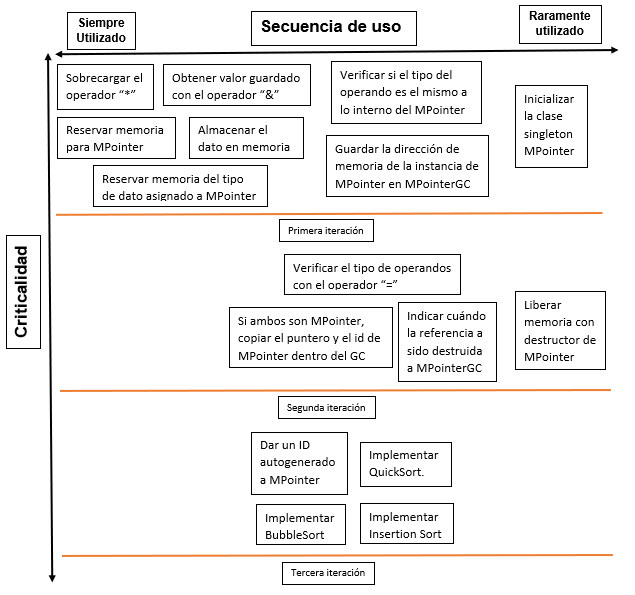 Siempre
Utilizado
Secuencia de uso
Raramente
utilizado
Sobrecargar el
operador “*”
Obtener valor guardado
con el operador “&”
Verificar si el tipo del
operando es el mismo a
lo interno del MPointer
Inicializar
la clase
singleton
MPointer
Reservar memoria
para MPointer
Almacenar el
dato en memoria
Guardar la dirección de
memoria de la instancia de
MPointer en MPointerGC
Reservar memoria del tipo
de dato asignado a MPointer
Primera iteración
Criticalidad
Verificar el tipo de operandos
con el operador “=”
Si ambos son MPointer,
copiar el puntero y el id de
MPointer dentro del GC
Indicar cuándo
la referencia a
sido destruida
a MPointerGC
Liberar
memoria con
destructor de
MPointer
Segunda iteración
Dar un ID
autogenerado
a MPointer
Implementar
QuickSort.
Implementar
BubbleSort
Implementar
Insertion Sort
Tercera iteración